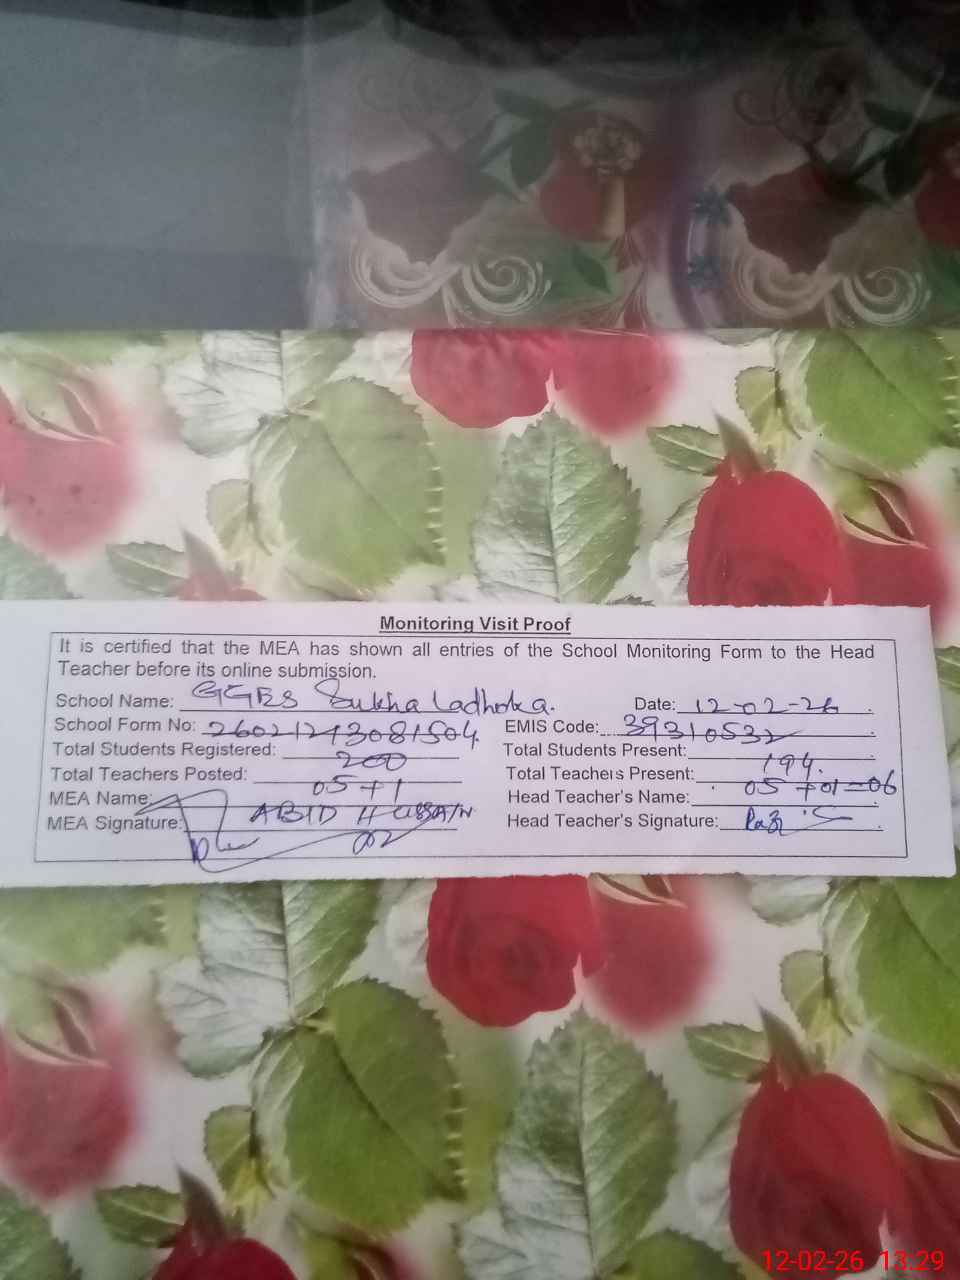 Monitoring Visit Proof
It is certified that the MEA has shown all entries of the School Monitoring Form to the Head
Teacher before its online submission.
School Name: GGES Sukha Ladhoka. Date: 12-02-26
School Form No: 260212143081504 EMIS Code: 39310532
Total Students Registered: 200 Total Students Present: 194.
Total Teachers Posted: 05+1 Total Teachers Present: 05+01=06
MEA Name: ABID HUSSAIN Head Teacher's Name:
MEA Signature: Head Teacher's Signature:
12-02-26 13:29